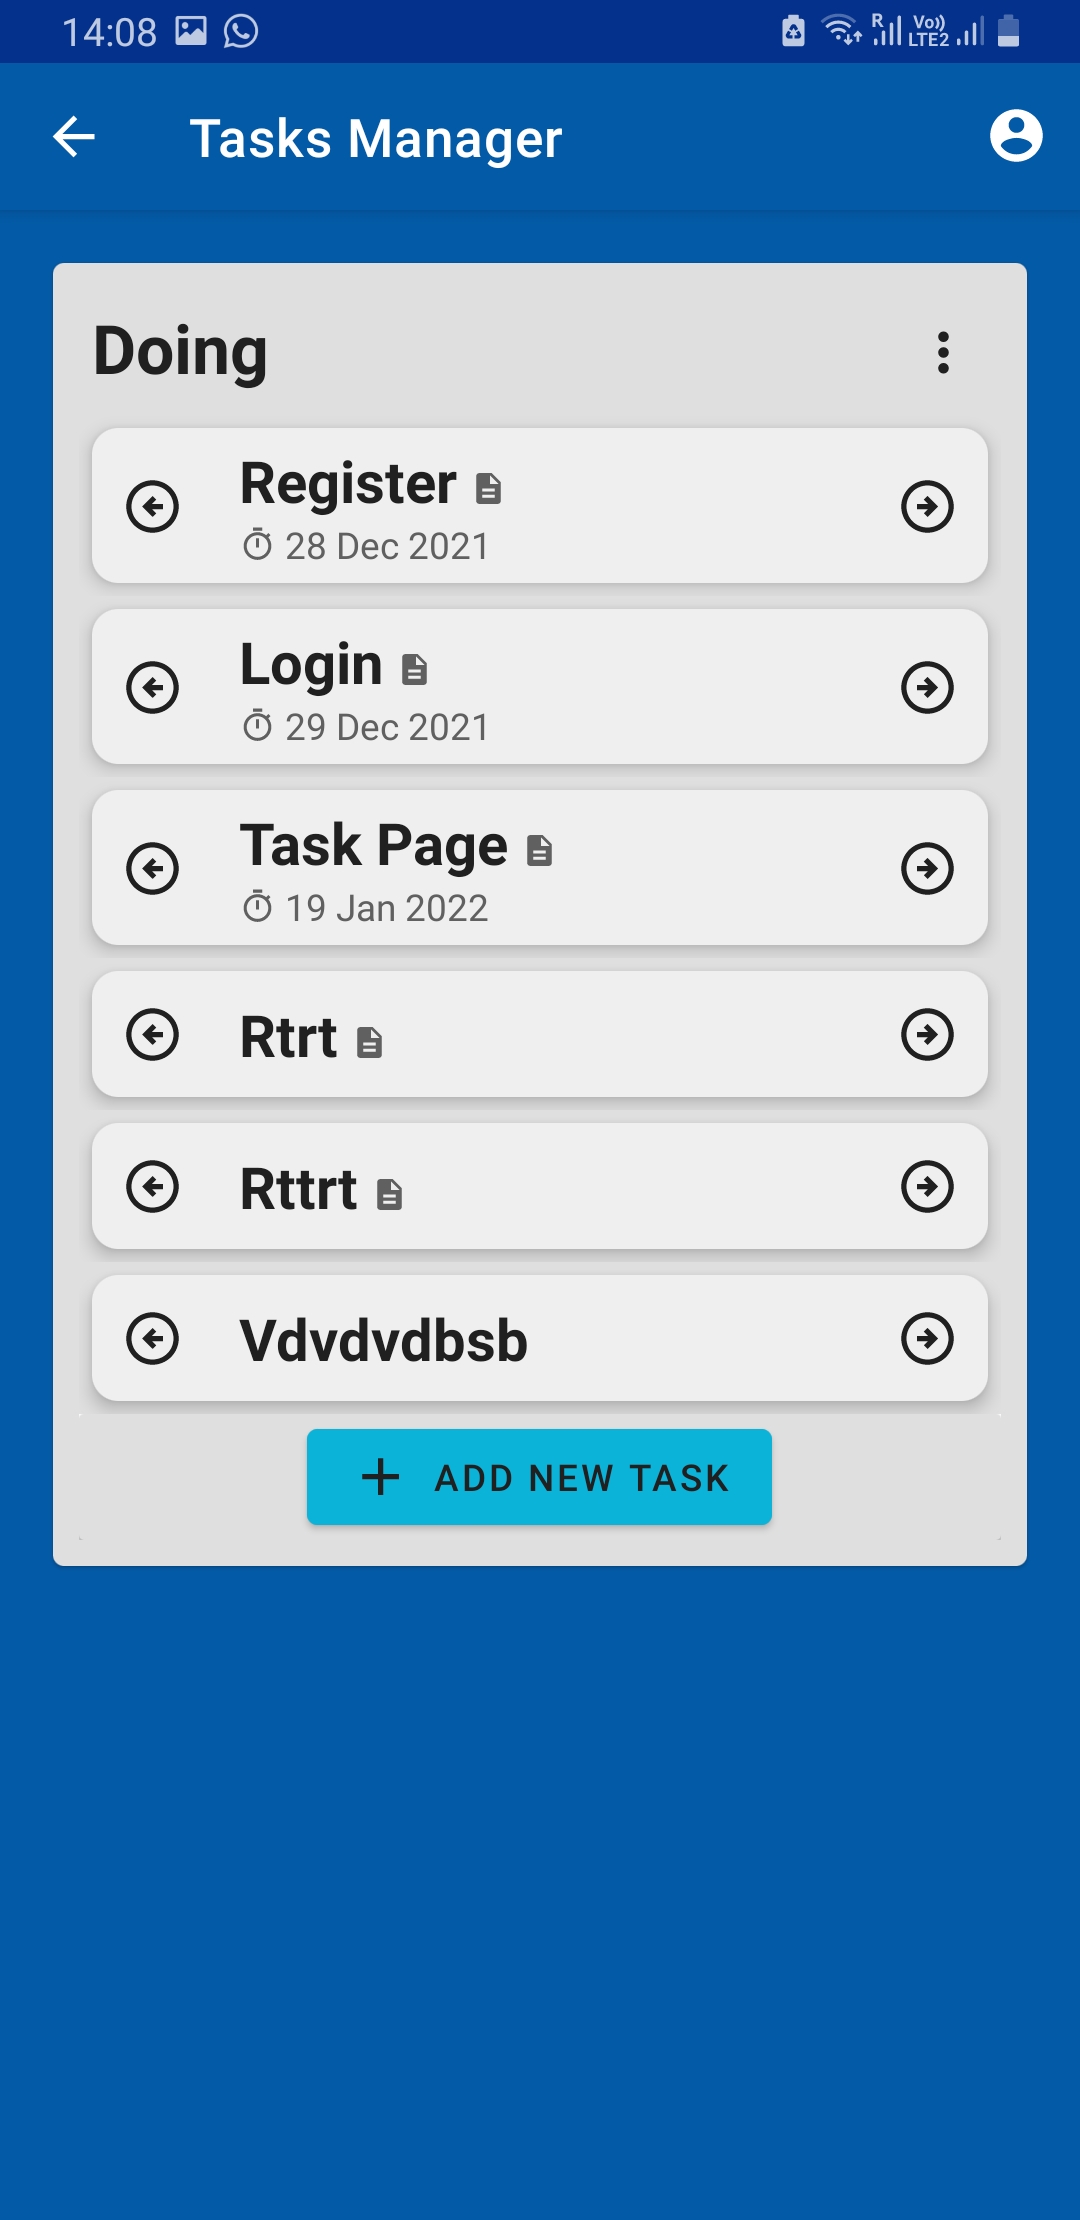 14:08
R Vo)) LTE2
Tasks Manager
Doing
Register
28 Dec 2021
Login
29 Dec 2021
Task Page
19 Jan 2022
Rtrt
Rttrt
Vdvdvdbsb
ADD NEW TASK